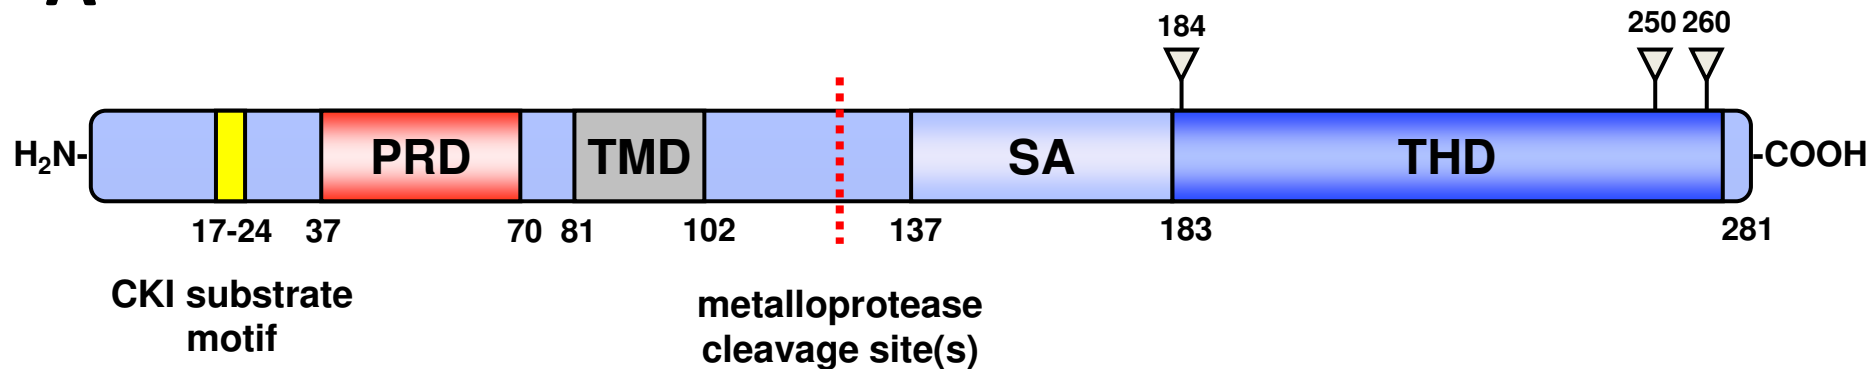 A
184
250 260
H₂N-
PRD
TMD
SA
THD
-COOH
17-24 37 70 81 102 137 183 281
CKI substrate
motif
metalloprotease
cleavage site(s)